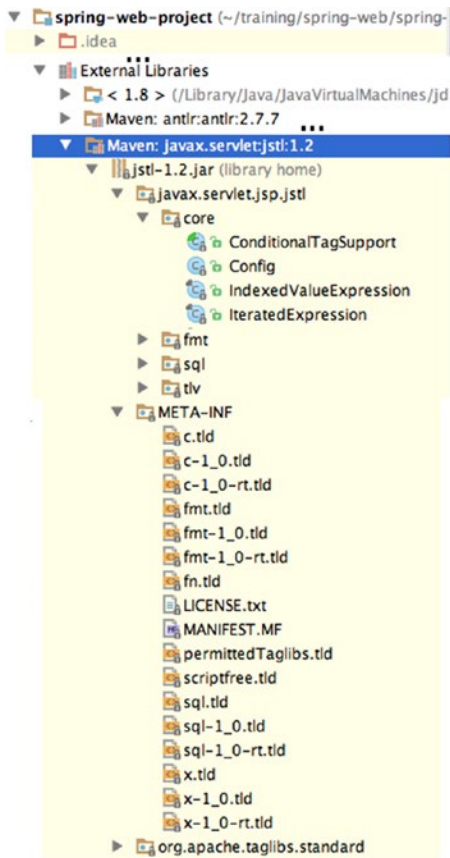 spring-web-project (~/training/spring-web/spring-
.idea
...
External Libraries
< 1.8 > (/Library/Java/JavaVirtualMachines/jd
Maven: antlr:antlr:2.7.7
...
Maven: javax.servlet:jstl:1.2
jstl-1.2.jar (library home)
javax.servlet.jsp.jstl
core
ConditionalTagSupport
Config
IndexedValueExpression
IteratedExpression
fmt
sql
tlv
META-INF
c.tld
c-1_0.tld
c-1_0-rt.tld
fmt.tld
fmt-1_0.tld
fmt-1_0-rt.tld
fn.tld
LICENSE.txt
MANIFEST.MF
permittedTaglibs.tld
scriptfree.tld
sql.tld
sql-1_0.tld
sql-1_0-rt.tld
x.tld
x-1_0.tld
x-1_0-rt.tld
org.apache.taglibs.standard